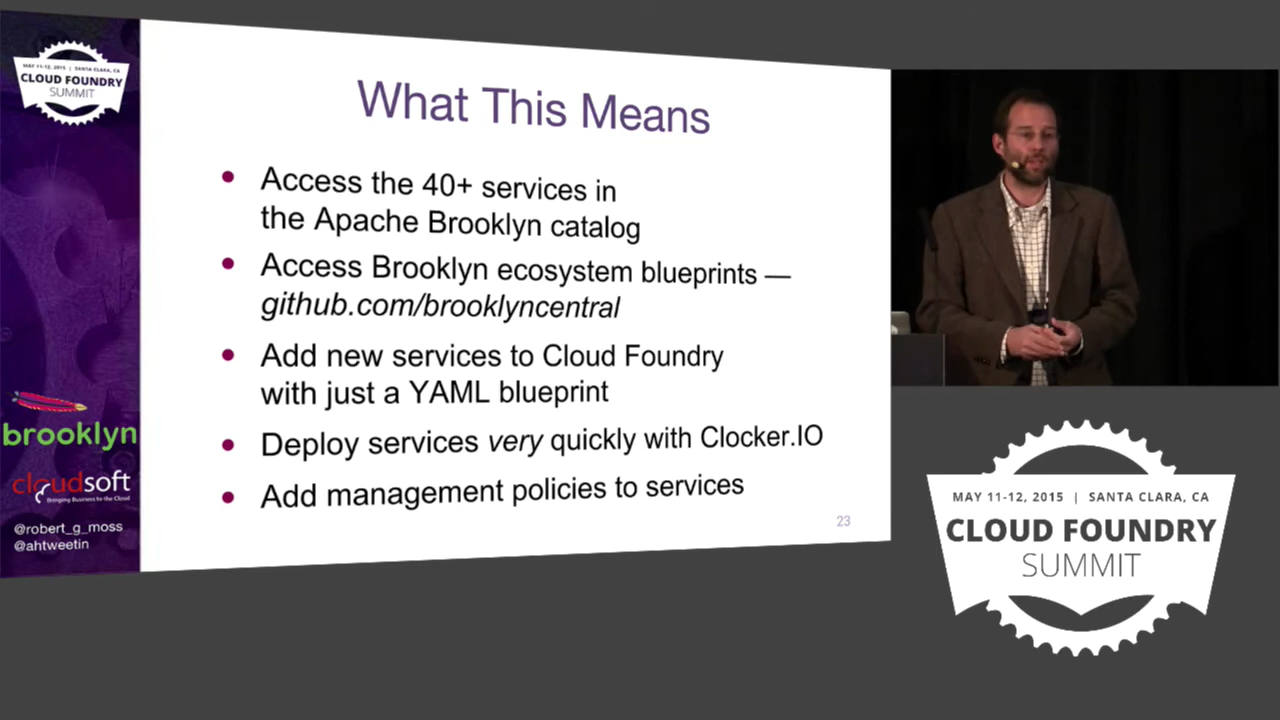 MAY 11-12, 2015 | SANTA CLARA, CA
CLOUD FOUNDRY
SUMMIT
What This Means
Access the 40+ services in
the Apache Brooklyn catalog
Access Brooklyn ecosystem blueprints —
github.com/brooklyncentral
Add new services to Cloud Foundry
with just a YAML blueprint
Deploy services very quickly with Clocker.IO
Add management policies to services
23
brooklyn
cloudsoft
Bringing Business to the Cloud
@robert_g_moss
@ahtweetin
MAY 11-12, 2015 | SANTA CLARA, CA
CLOUD FOUNDRY
SUMMIT